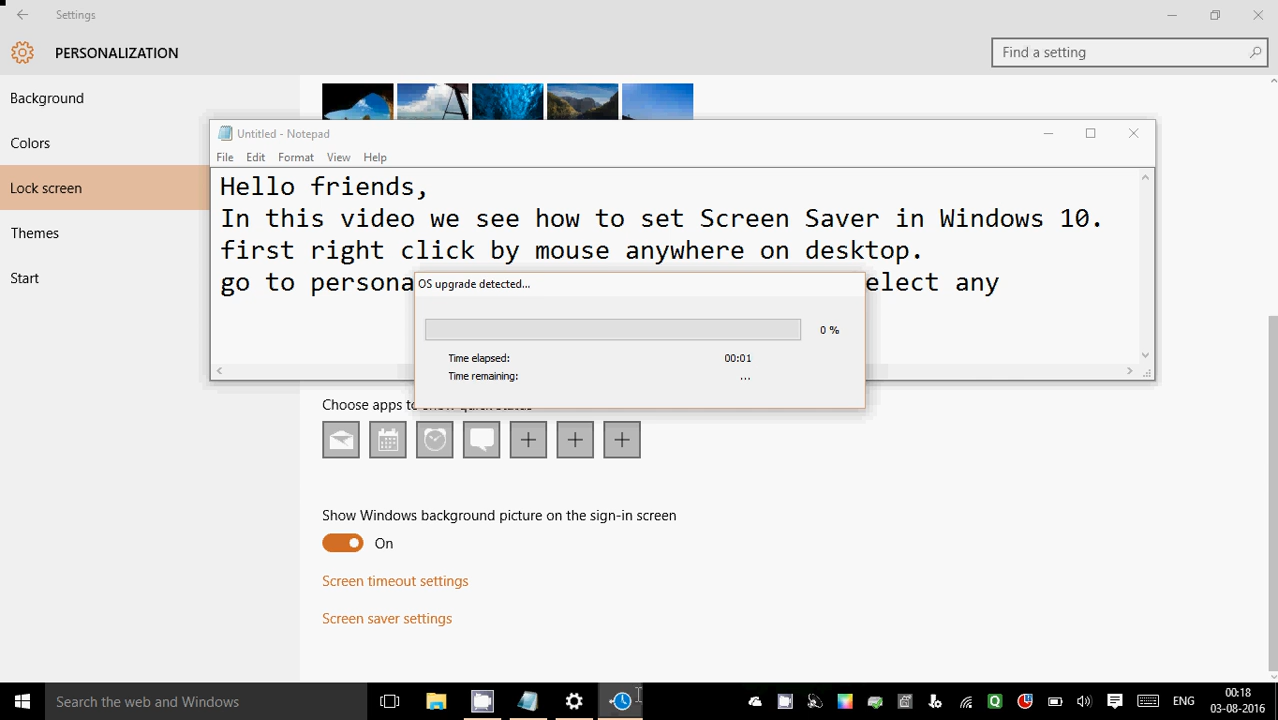 Settings
PERSONALIZATION
Find a setting
Background
Colors
Lock screen
Themes
Start
Untitled - Notepad
File Edit Format View Help
Hello friends,
In this video we see how to set Screen Saver in Windows 10.
first right click by mouse anywhere on desktop.
go to persona
elect any
OS upgrade detected...
0 %
Time elapsed: 00:01
Time remaining: ...
Choose apps to show quick status
Show Windows background picture on the sign-in screen
On
Screen timeout settings
Screen saver settings
Search the web and Windows
ENG
00:18
03-08-2016